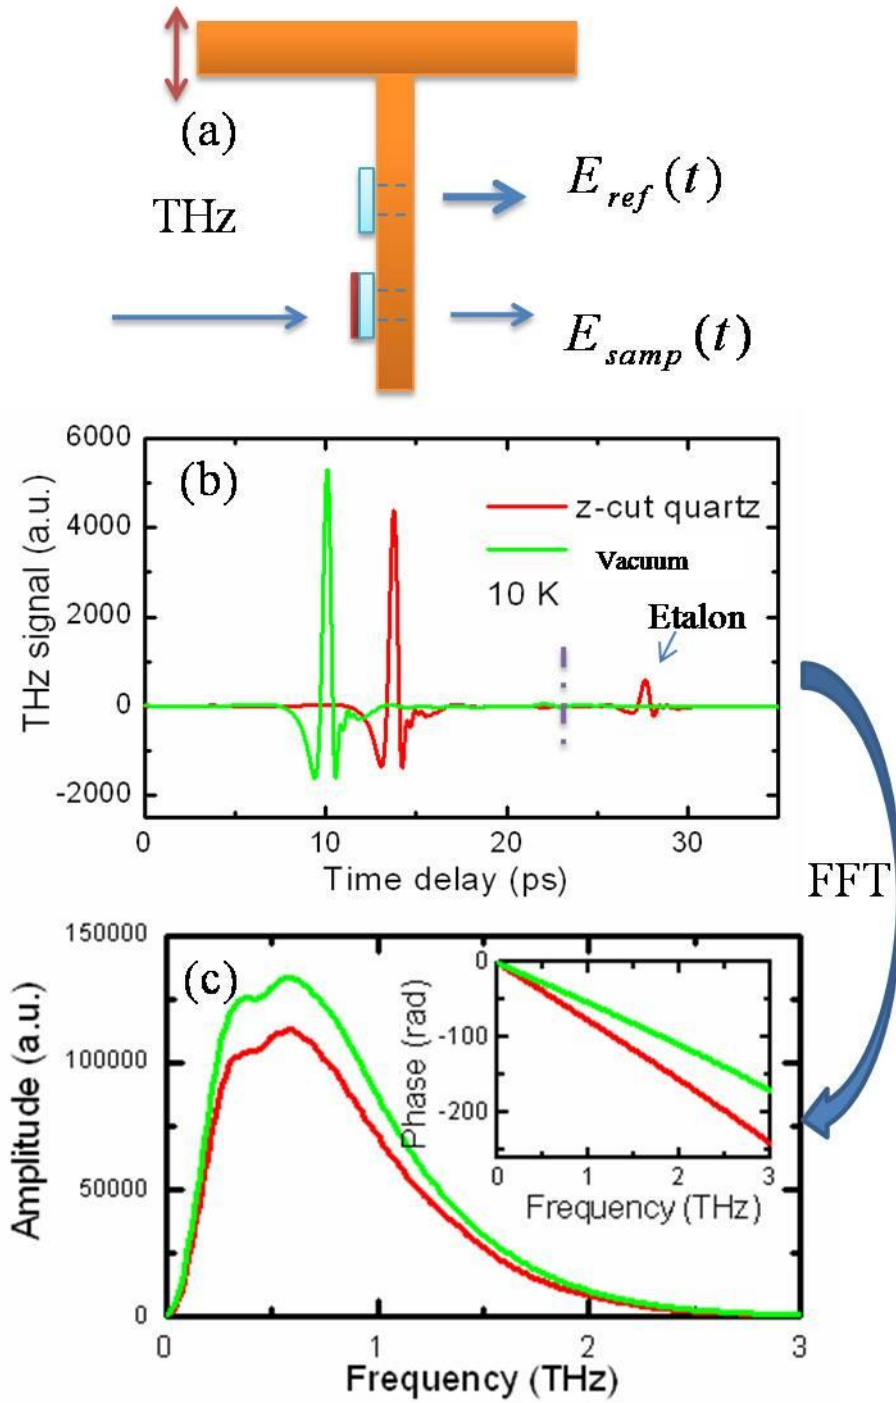 (a)
THz
E_ref (t)
E_samp (t)
(b)
6000
4000
2000
0
-2000
THz signal (a.u.)
z-cut quartz
Vacuum
10 K
Etalon
0 10 20 30
Time delay (ps)
FFT
(c)
150000
100000
50000
0
Amplitude (a.u.)
0
-100
-200
Phase (rad)
0 1 2 3
Frequency (THz)
0 1 2 3
Frequency (THz)